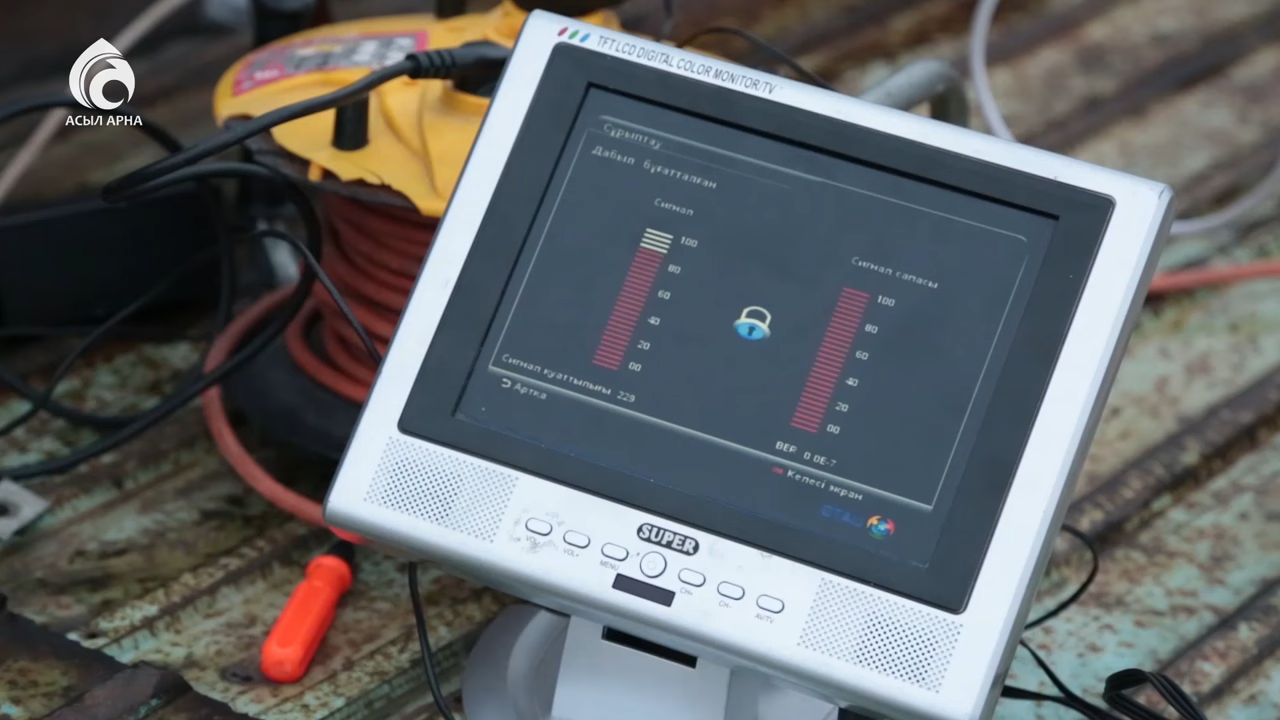 АСЫЛ АРНА
TFT LCD DIGITAL COLOR MONITOR/TV
Сұрыптау
Дабыл бұғатталған
Сигнал
100
80
60
40
20
00
Сигнал сапасы
100
80
60
40
20
00
Сигнал қуаттылығы 229
Артқа
BEP 0.0E-7
Келесі экран
OTAU
SUPER
VOL-
VOL+
MENU
CH+
CH-
AV/TV